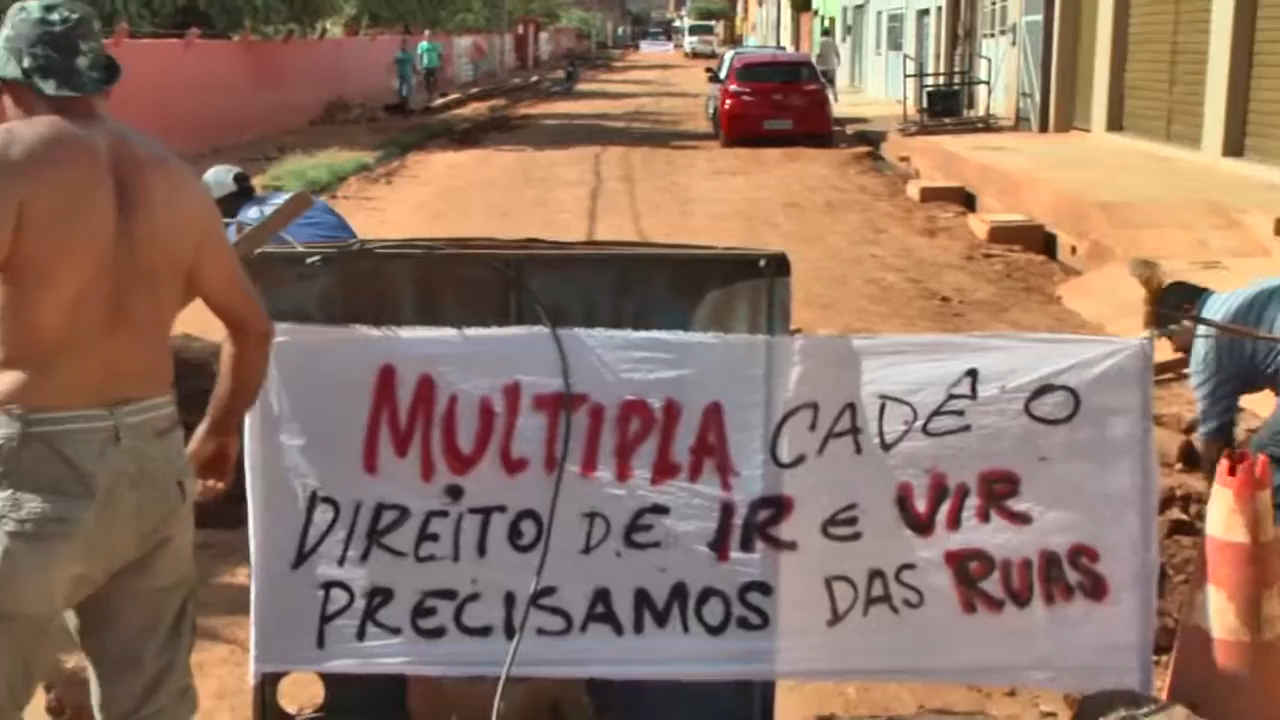 MULTIPLA CADÊ O
DIREITO DE IR E VIR
PRECISAMOS DAS RUAS